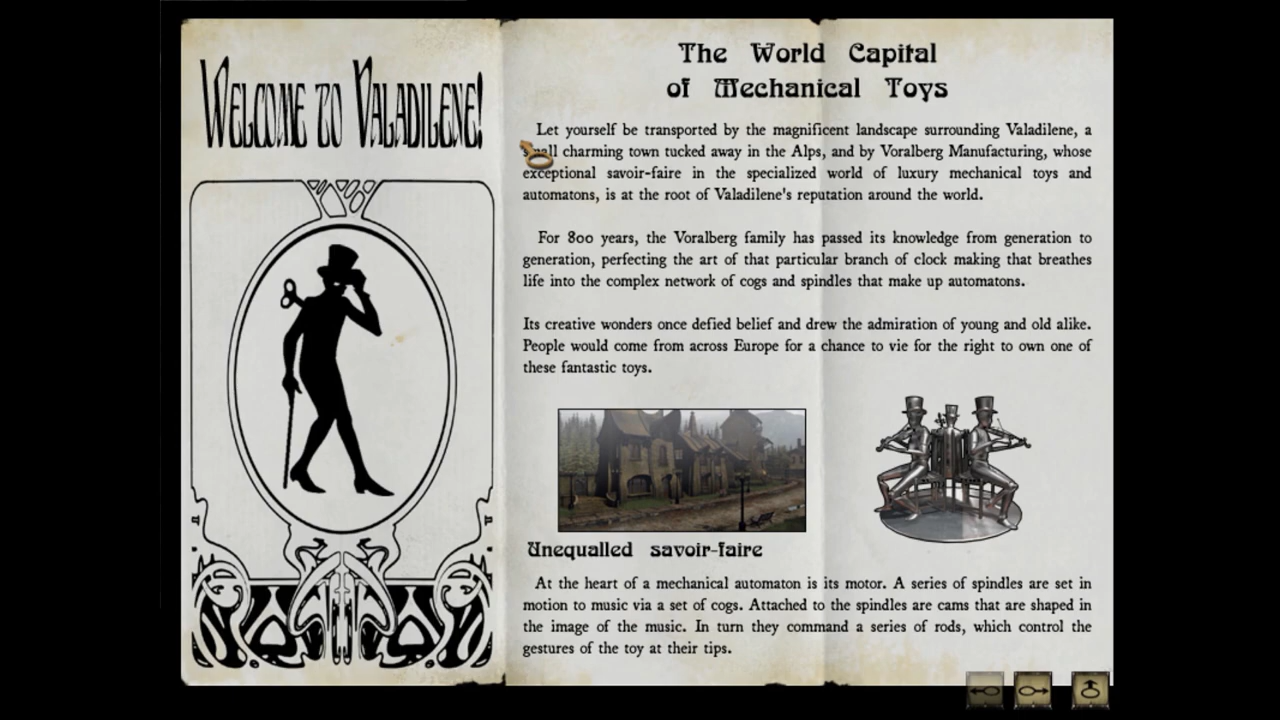 WELCOME TO VALADILENE!
The World Capital
of Mechanical Toys
Let yourself be transported by the magnificent landscape surrounding Valadilene, a
small charming town tucked away in the Alps, and by Voralberg Manufacturing, whose
exceptional savoir-faire in the specialized world of luxury mechanical toys and
automatons, is at the root of Valadilene's reputation around the world.
For 800 years, the Voralberg family has passed its knowledge from generation to
generation, perfecting the art of that particular branch of clock making that breathes
life into the complex network of cogs and spindles that make up automatons.
Its creative wonders once defied belief and drew the admiration of young and old alike.
People would come from across Europe for a chance to vie for the right to own one of
these fantastic toys.
Unequalled savoir-faire
At the heart of a mechanical automaton is its motor. A series of spindles are set in
motion to music via a set of cogs. Attached to the spindles are cams that are shaped in
the image of the music. In turn they command a series of rods, which control the
gestures of the toy at their tips.